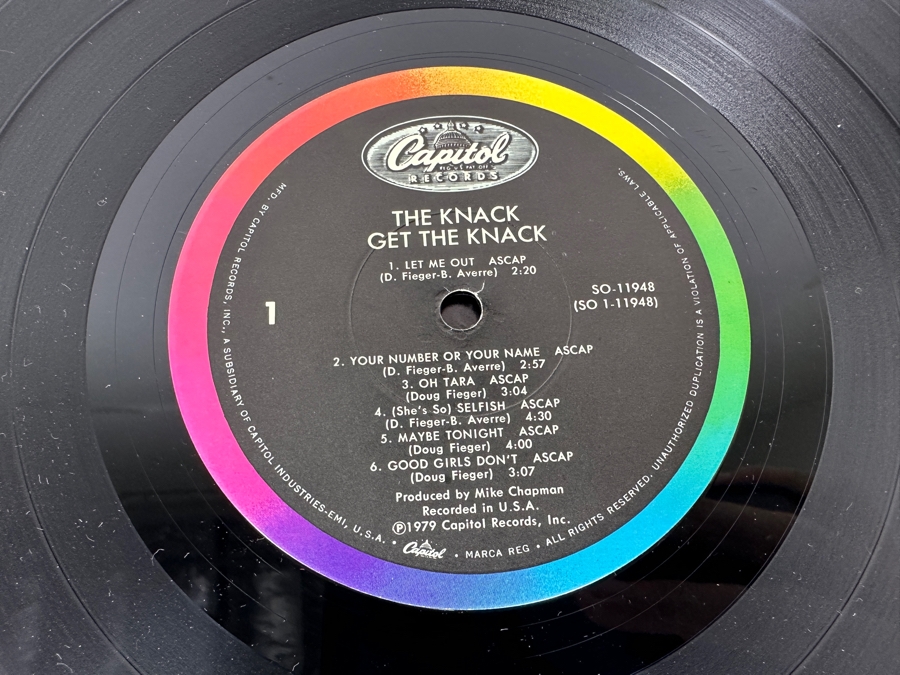 Capitol
REG. U.S. PAT. OFF.
RECORDS
THE KNACK
GET THE KNACK
1. LET ME OUT ASCAP
(D. Fieger-B. Averre) 2:20
SO-11948
(SO 1-11948)
1
2. YOUR NUMBER OR YOUR NAME ASCAP
(D. Fieger-B. Averre) 2:57
3. OH TARA ASCAP
(Doug Fieger) 3:04
4. (She's So) SELFISH ASCAP
(D. Fieger-B. Averre) 4:30
5. MAYBE TONIGHT ASCAP
(Doug Fieger) 4:00
6. GOOD GIRLS DON'T ASCAP
(Doug Fieger) 3:07
Produced by Mike Chapman
Recorded in U.S.A.
Ⓟ1979 Capitol Records, Inc.
MFD. BY CAPITOL RECORDS, INC., A SUBSIDIARY OF CAPITOL INDUSTRIES-EMI, U.S.A. • Capitol • MARCA REG • ALL RIGHTS RESERVED. UNAUTHORIZED DUPLICATION IS A VIOLATION OF APPLICABLE LAWS.